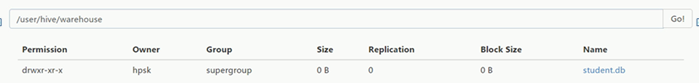 /user/hive/warehouse Go!
Permission Owner Group Size Replication Block Size Name
drwxr-xr-x hpsk supergroup 0 B 0 0 B student.db